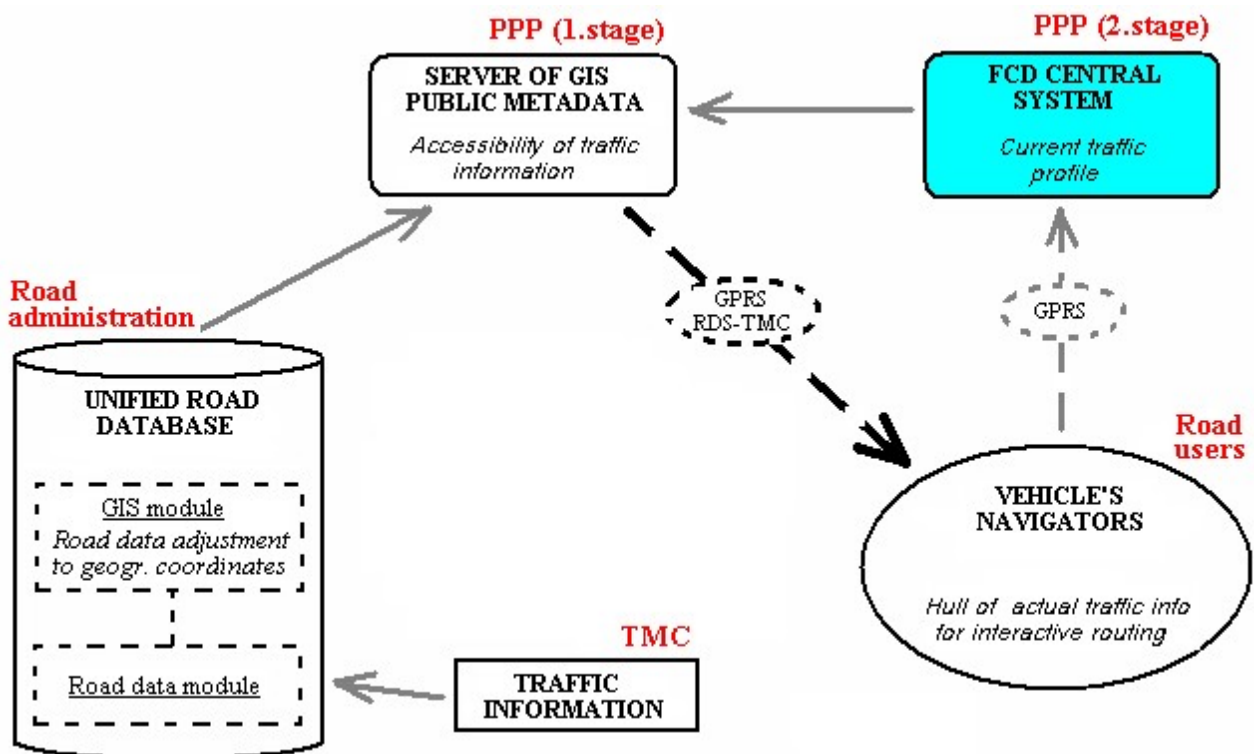 PPP (1.stage)
SERVER OF GIS
PUBLIC METADATA
Accessibility of traffic
information
PPP (2.stage)
FCD CENTRAL
SYSTEM
Current traffic
profile
GPRS
RDS-TMC
GPRS
Road
administration
UNIFIED ROAD
DATABASE
GIS module
Road data adjustment
to geogr. coordinates
Road data module
TMC
TRAFFIC
INFORMATION
Road
users
VEHICLE'S
NAVIGATORS
Hull of actual traffic info
for interactive routing